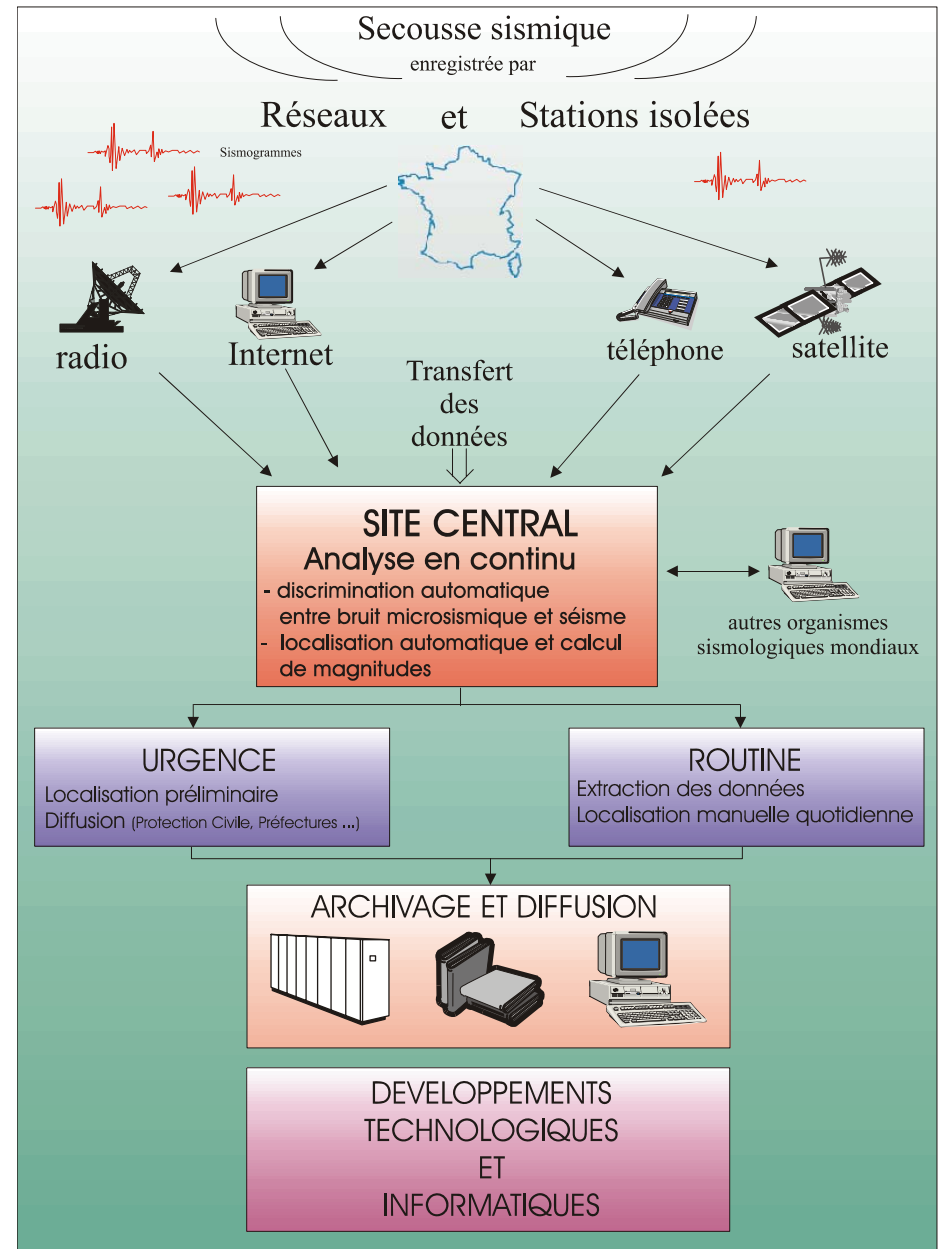 Secousse sismique
enregistrée par
Réseaux et Stations isolées
Sismogrammes
radio
Internet
téléphone
satellite
Transfert
des
données
SITE CENTRAL
Analyse en continu
- discrimination automatique
entre bruit microsismique et séisme
- localisation automatique et calcul
de magnitudes
autres organismes
sismologiques mondiaux
URGENCE
Localisation préliminaire
Diffusion (Protection Civile, Préfectures ...)
ROUTINE
Extraction des données
Localisation manuelle quotidienne
ARCHIVAGE ET DIFFUSION
DEVELOPPEMENTS
TECHNOLOGIQUES
ET
INFORMATIQUES